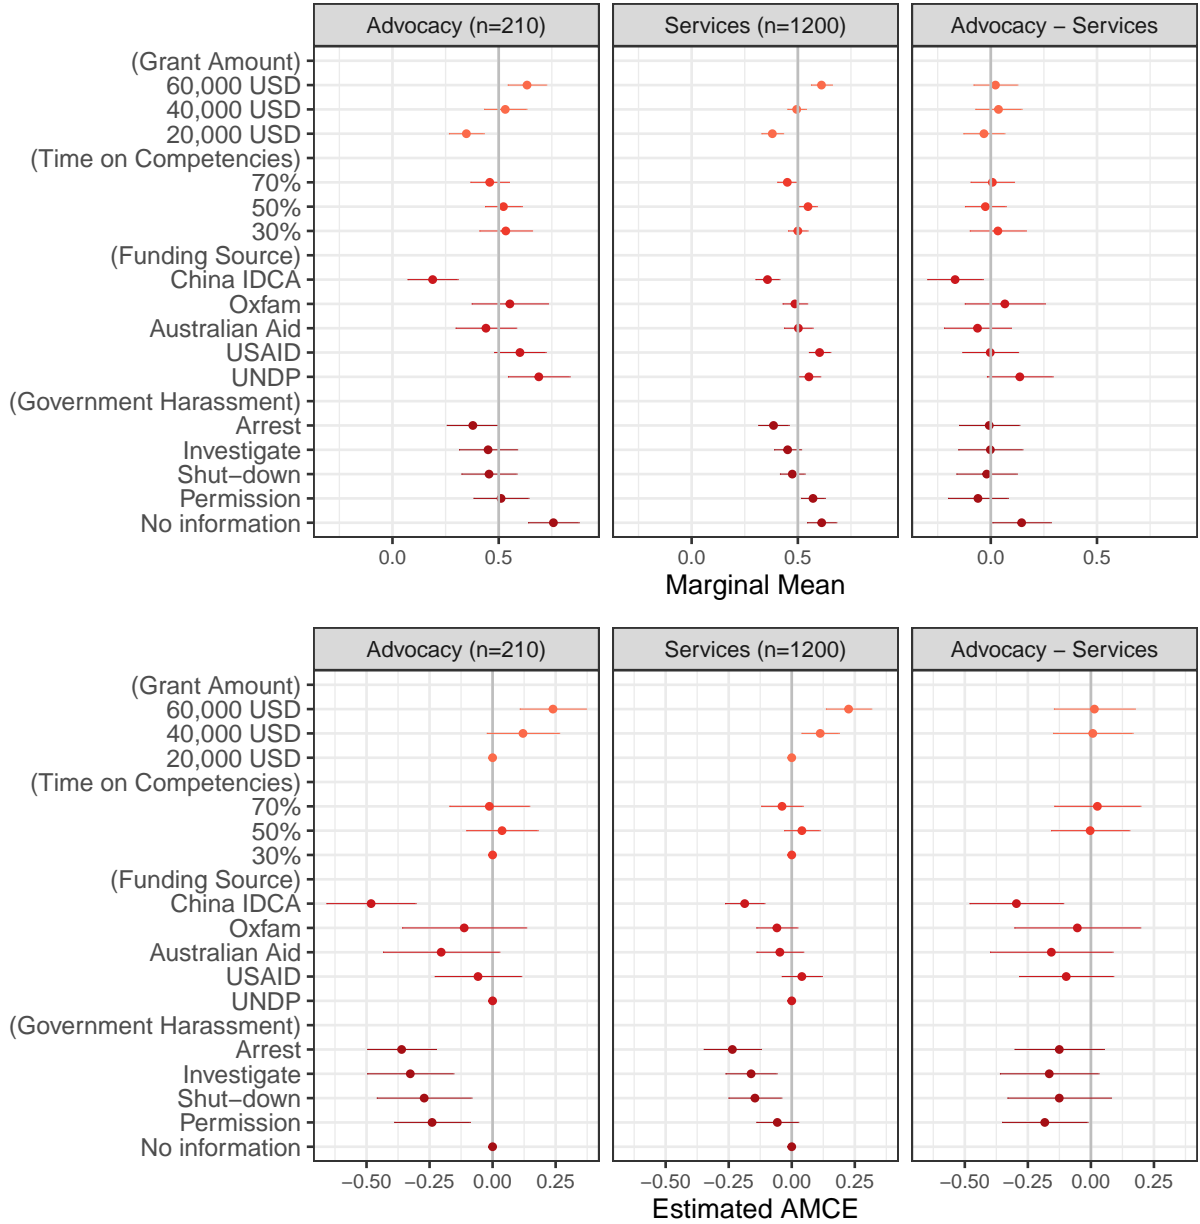 Advocacy (n=210) Services (n=1200) Advocacy − Services
(Grant Amount)
60,000 USD
40,000 USD
20,000 USD
(Time on Competencies)
70%
50%
30%
(Funding Source)
China IDCA
Oxfam
Australian Aid
USAID
UNDP
(Government Harassment)
Arrest
Investigate
Shut−down
Permission
No information
0.0 0.5 0.0 0.5 0.0 0.5
Marginal Mean
Advocacy (n=210) Services (n=1200) Advocacy − Services
(Grant Amount)
60,000 USD
40,000 USD
20,000 USD
(Time on Competencies)
70%
50%
30%
(Funding Source)
China IDCA
Oxfam
Australian Aid
USAID
UNDP
(Government Harassment)
Arrest
Investigate
Shut−down
Permission
No information
−0.50 −0.25 0.00 0.25 −0.50 −0.25 0.00 0.25 −0.50 −0.25 0.00 0.25
Estimated AMCE